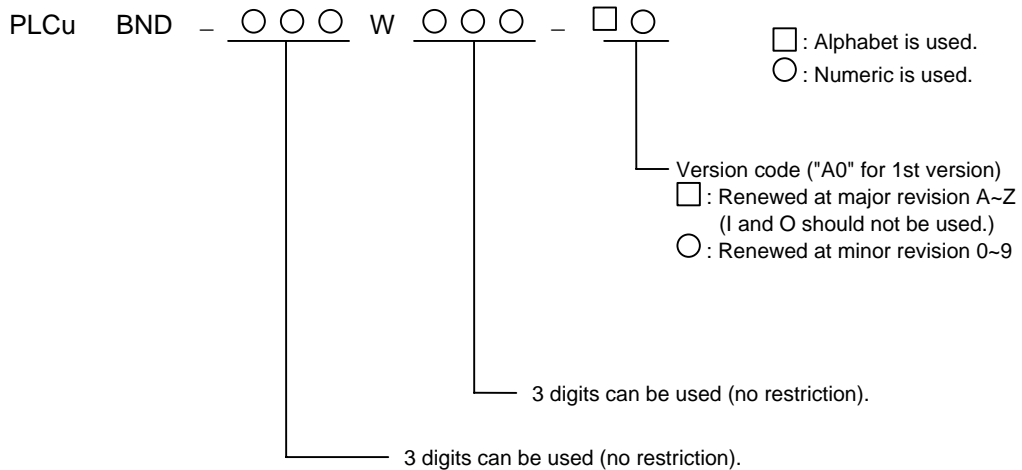 PLCu BND – ○○○ W ○○○ – □○
□ : Alphabet is used.
○ : Numeric is used.
Version code ("A0" for 1st version)
□ : Renewed at major revision A~Z
(I and O should not be used.)
○ : Renewed at minor revision 0~9
3 digits can be used (no restriction).
3 digits can be used (no restriction).